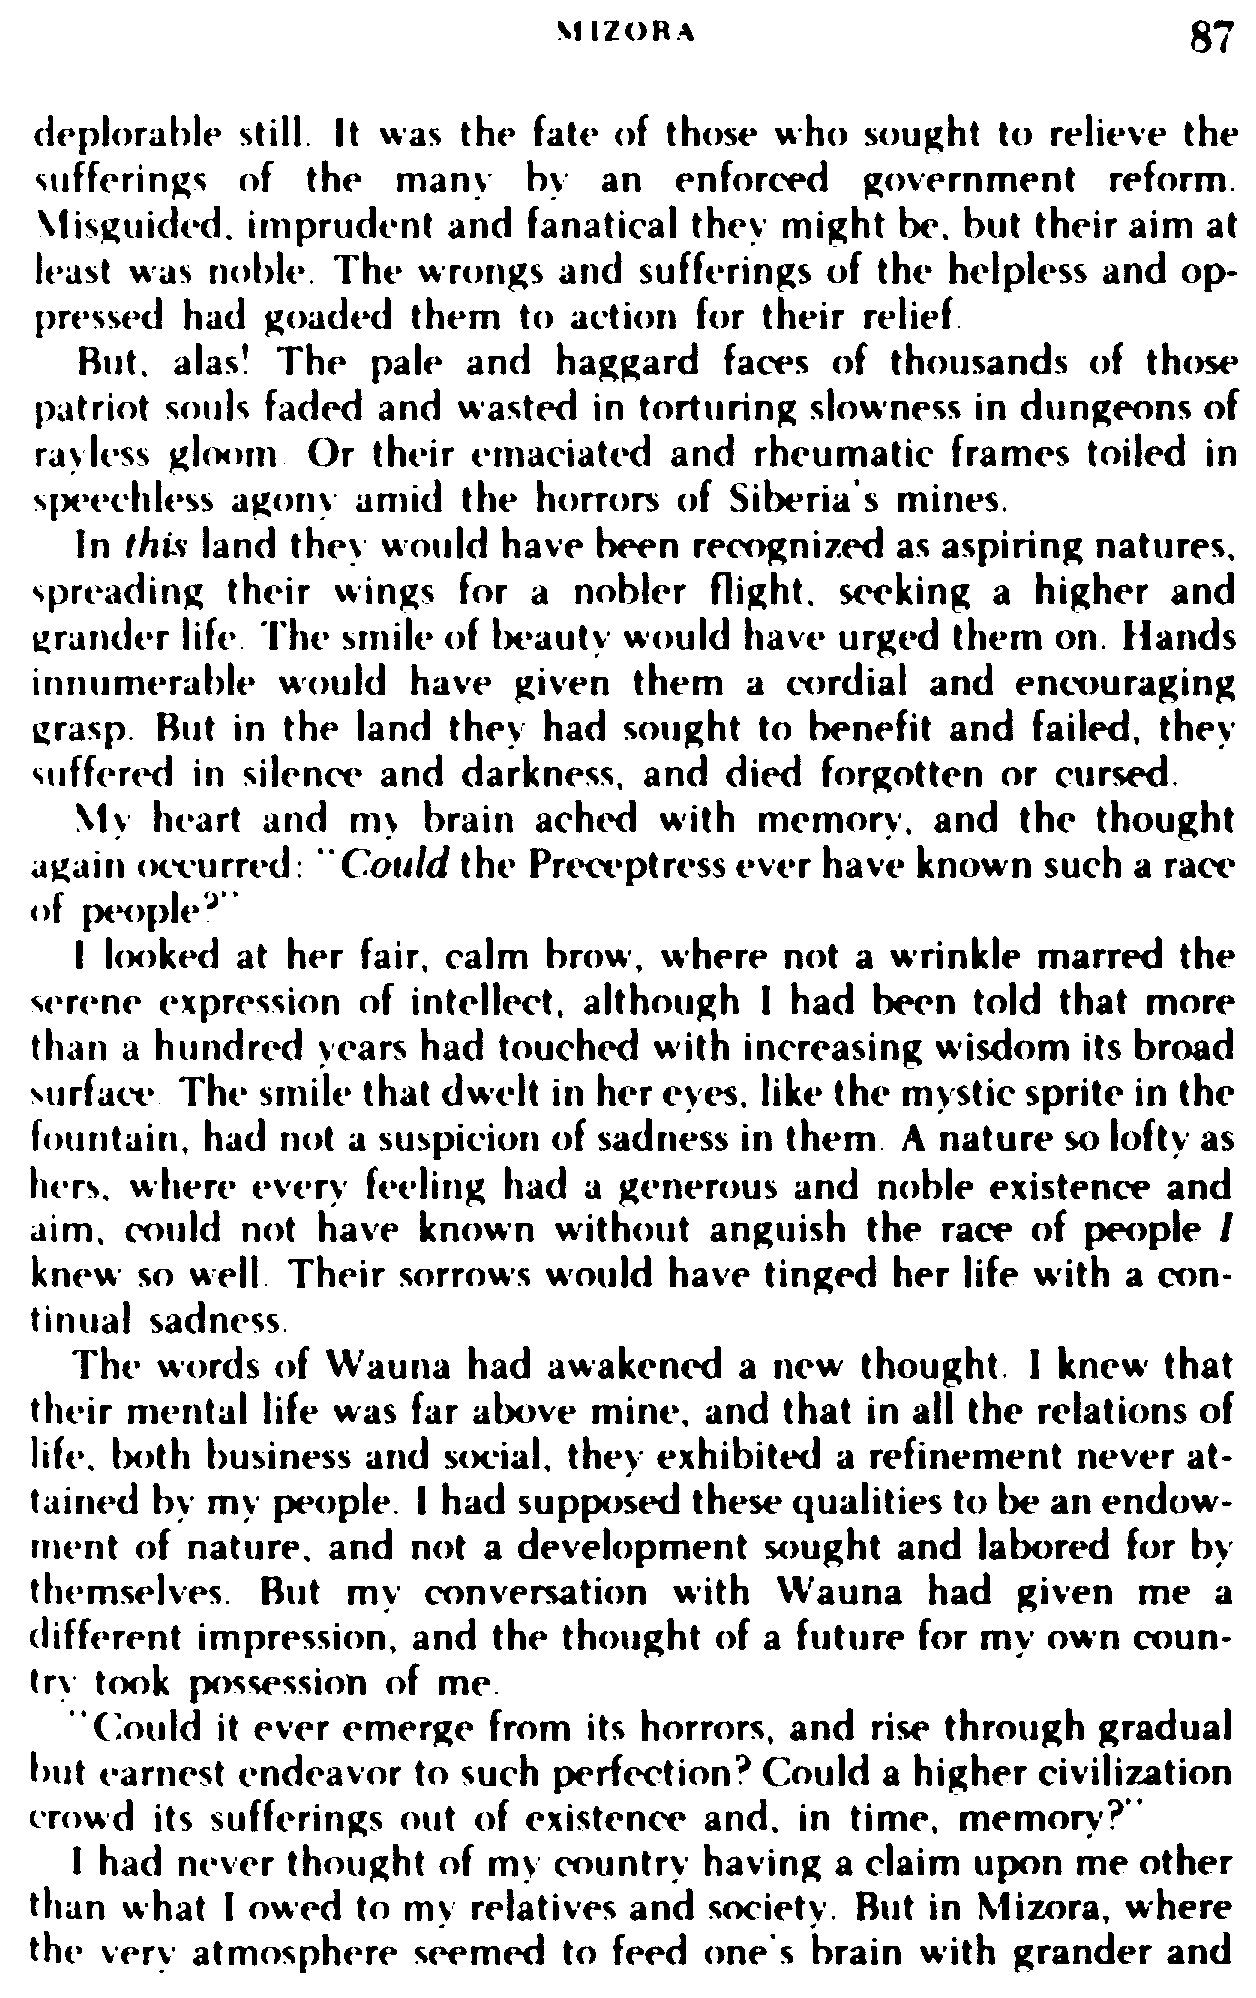 MIZORA 87
deplorable still. It was the fate of those who sought to relieve the
sufferings of the many by an enforced government reform.
Misguided, imprudent and fanatical they might be, but their aim at
least was noble. The wrongs and sufferings of the helpless and op-
pressed had goaded them to action for their relief.
But, alas! The pale and haggard faces of thousands of those
patriot souls faded and wasted in torturing slowness in dungeons of
rayless gloom. Or their emaciated and rheumatic frames toiled in
speechless agony amid the horrors of Siberia's mines.
In this land they would have been recognized as aspiring natures,
spreading their wings for a nobler flight, seeking a higher and
grander life. The smile of beauty would have urged them on. Hands
innumerable would have given them a cordial and encouraging
grasp. But in the land they had sought to benefit and failed, they
suffered in silence and darkness, and died forgotten or cursed.
My heart and my brain ached with memory, and the thought
again occurred: "Could the Preceptress ever have known such a race
of people?"
I looked at her fair, calm brow, where not a wrinkle marred the
serene expression of intellect, although I had been told that more
than a hundred years had touched with increasing wisdom its broad
surface. The smile that dwelt in her eyes, like the mystic sprite in the
fountain, had not a suspicion of sadness in them. A nature so lofty as
hers, where every feeling had a generous and noble existence and
aim, could not have known without anguish the race of people I
knew so well. Their sorrows would have tinged her life with a con-
tinual sadness.
The words of Wauna had awakened a new thought. I knew that
their mental life was far above mine, and that in all the relations of
life, both business and social, they exhibited a refinement never at-
tained by my people. I had supposed these qualities to be an endow-
ment of nature, and not a development sought and labored for by
themselves. But my conversation with Wauna had given me a
different impression, and the thought of a future for my own coun-
try took possession of me.
"Could it ever emerge from its horrors, and rise through gradual
but earnest endeavor to such perfection? Could a higher civilization
crowd its sufferings out of existence and, in time, memory?"
I had never thought of my country having a claim upon me other
than what I owed to my relatives and society. But in Mizora, where
the very atmosphere seemed to feed one's brain with grander and